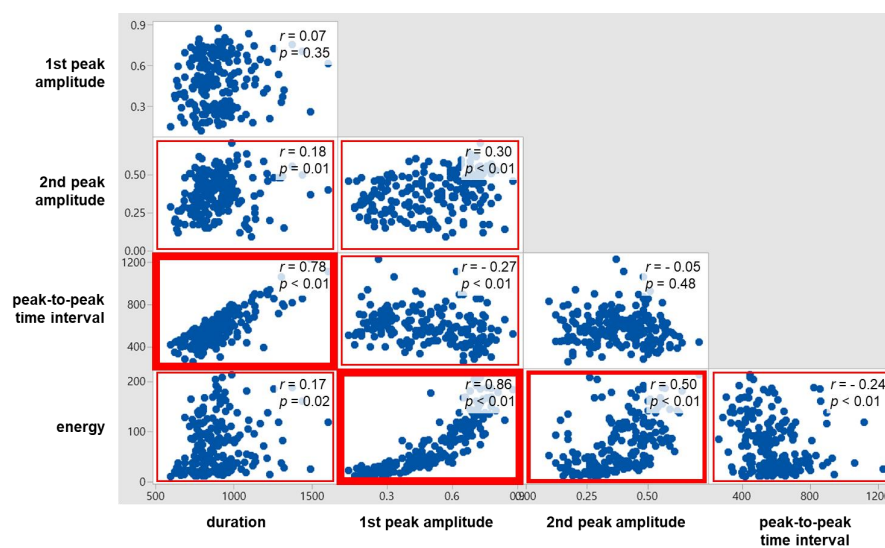 0.9
r = 0.07
1st peak
amplitude
p = 0.35
0.6
0.3
r = 0.18
p = 0.01
r = 0.30
p < 0.01
2nd peak
amplitude
0.50
0.25
0.00
1200
r = 0.78
p < 0.01
r = - 0.27
p < 0.01
r = - 0.05
p = 0.48
peak-to-peak
time interval
800
400
200
r = 0.17
p = 0.02
r = 0.86
p < 0.01
r = 0.50
p < 0.01
r = - 0.24
p < 0.01
energy
100
0
500 1000 1500 0.3 0.6 0.25 0.50 400 800
duration
1st peak amplitude
2nd peak amplitude
peak-to-peak
time interval